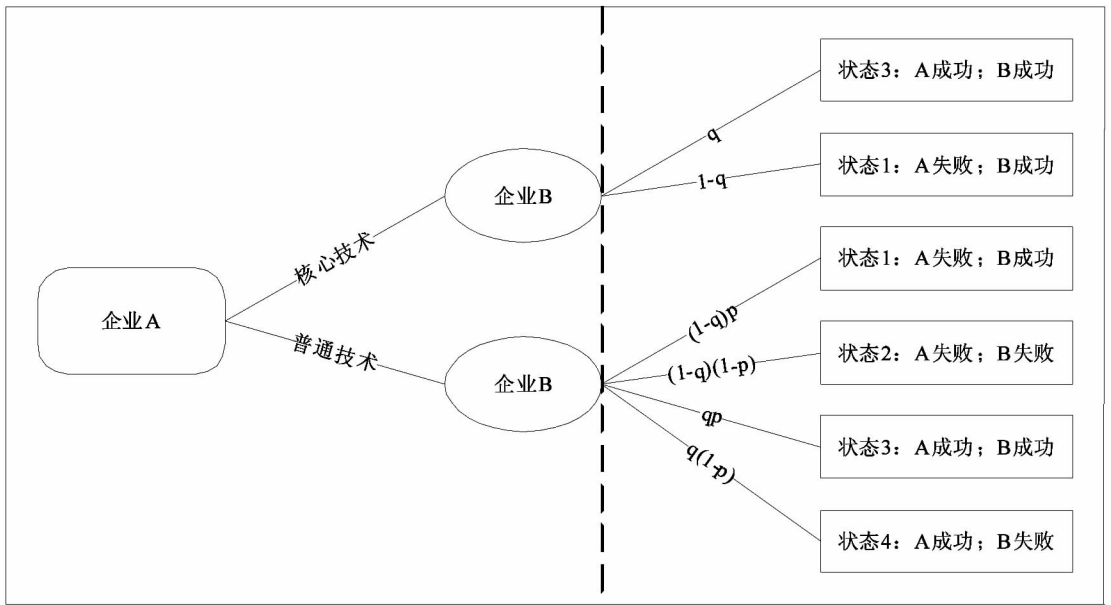 状态3：A成功；B成功
q
1-q
企业B
状态1：A失败；B成功
核心技术
状态1：A失败；B成功
企业A
(1-q)p
普通技术
状态2：A失败；B失败
(1-q)(1-p)
企业B
qp
状态3：A成功；B成功
q(1-p)
状态4：A成功；B失败